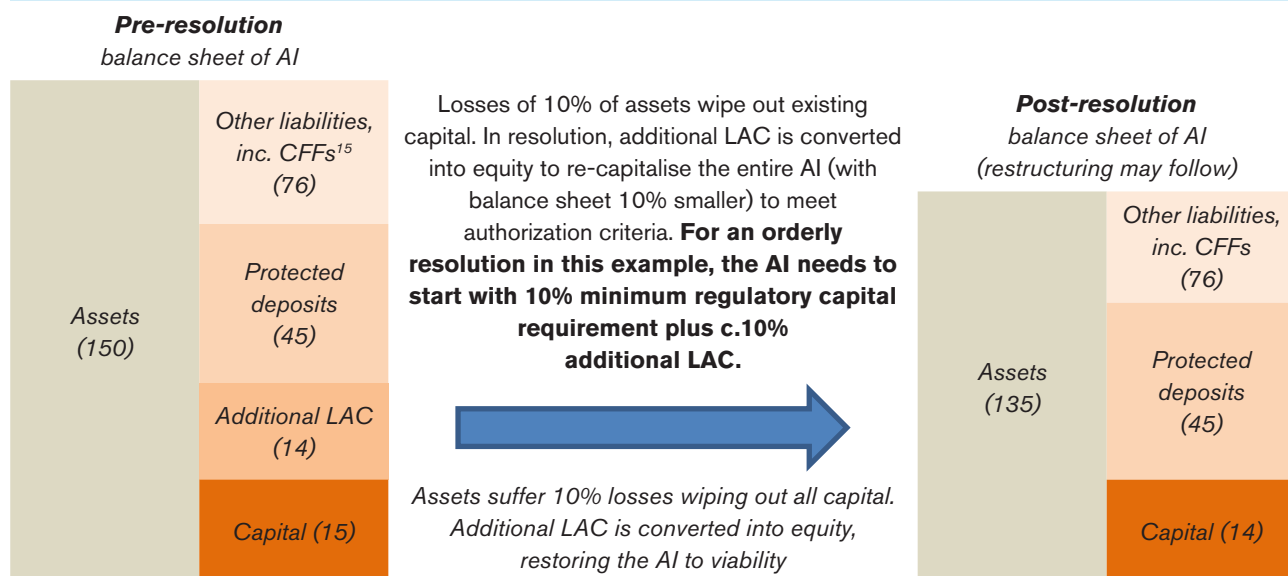 Pre-resolution
balance sheet of AI
Assets
(150)
Other liabilities,
inc. CFFs15
(76)
Protected
deposits
(45)
Additional LAC
(14)
Capital (15)
Losses of 10% of assets wipe out existing
capital. In resolution, additional LAC is converted
into equity to re-capitalise the entire AI (with
balance sheet 10% smaller) to meet
authorization criteria. For an orderly
resolution in this example, the AI needs to
start with 10% minimum regulatory capital
requirement plus c.10%
additional LAC.
Assets suffer 10% losses wiping out all capital.
Additional LAC is converted into equity,
restoring the AI to viability
Post-resolution
balance sheet of AI
(restructuring may follow)
Assets
(135)
Other liabilities,
inc. CFFs
(76)
Protected
deposits
(45)
Capital (14)